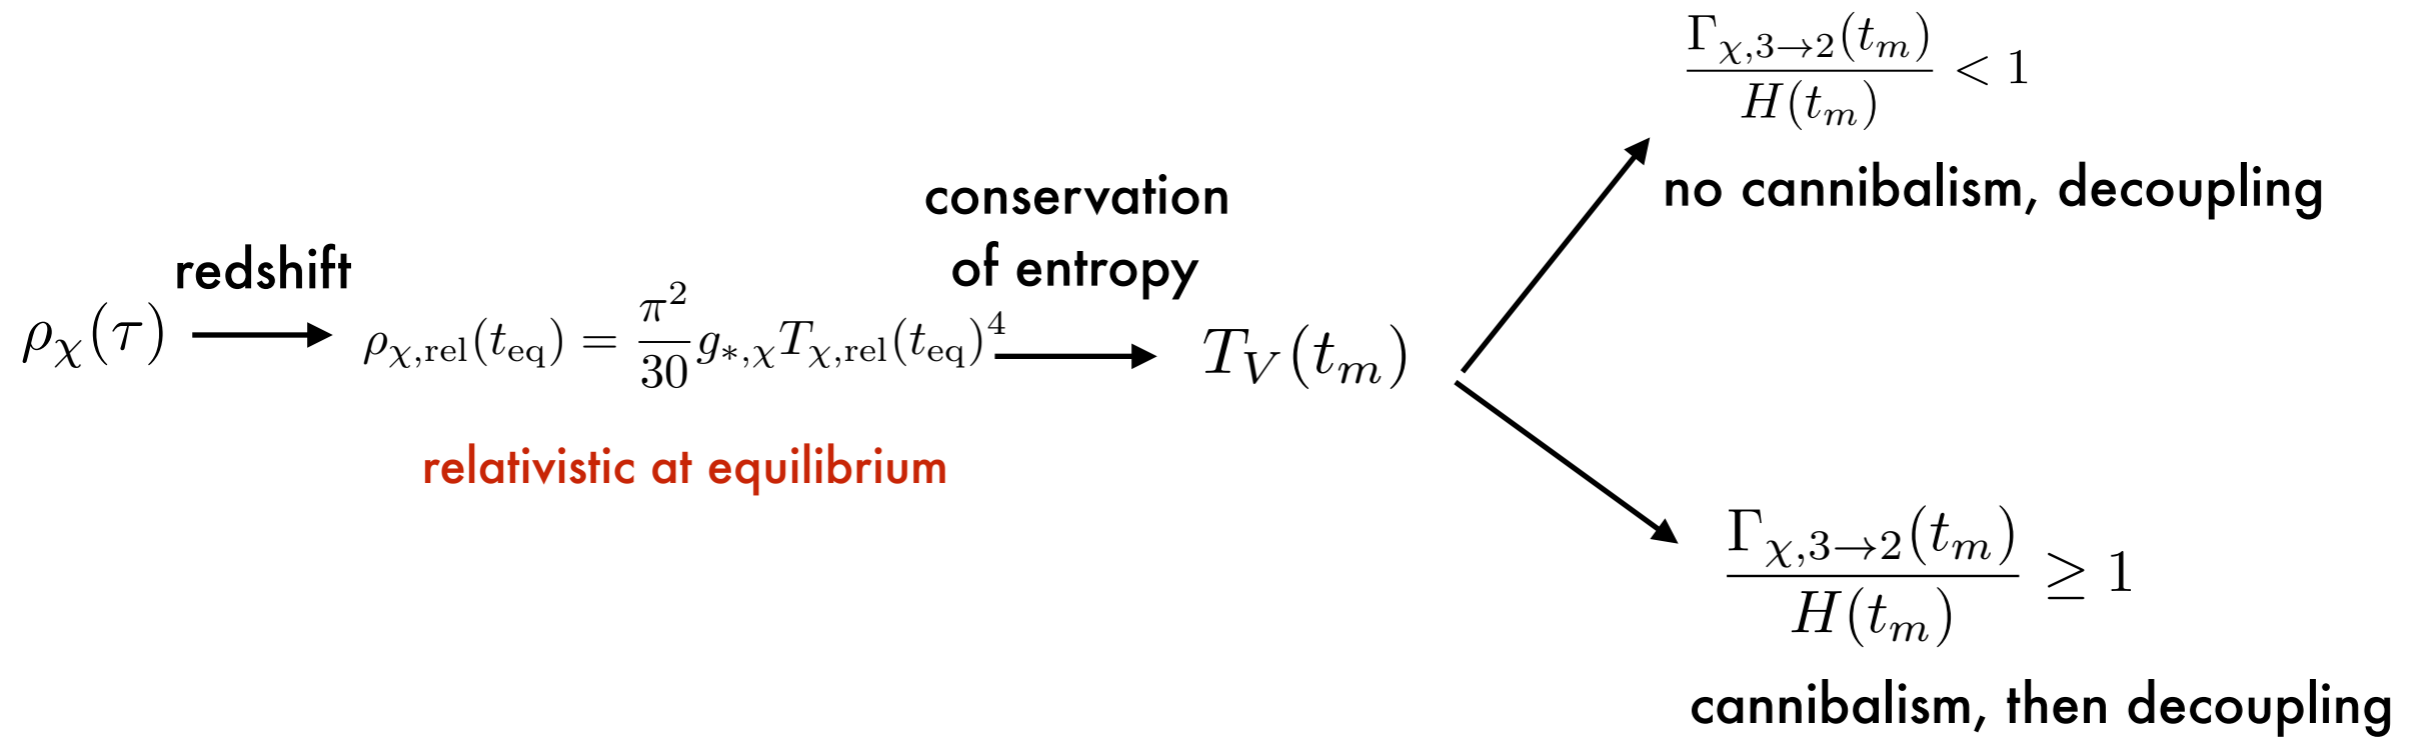 redshift
ρ_χ(τ)
ρ_{χ,rel}(t_eq) = π²/30 g_{*,χ}T_{χ,rel}(t_eq)⁴
relativistic at equilibrium
conservation
of entropy
T_V(t_m)
Γ_{χ,3→2}(t_m)/H(t_m) < 1
no cannibalism, decoupling
Γ_{χ,3→2}(t_m)/H(t_m) ≥ 1
cannibalism, then decoupling